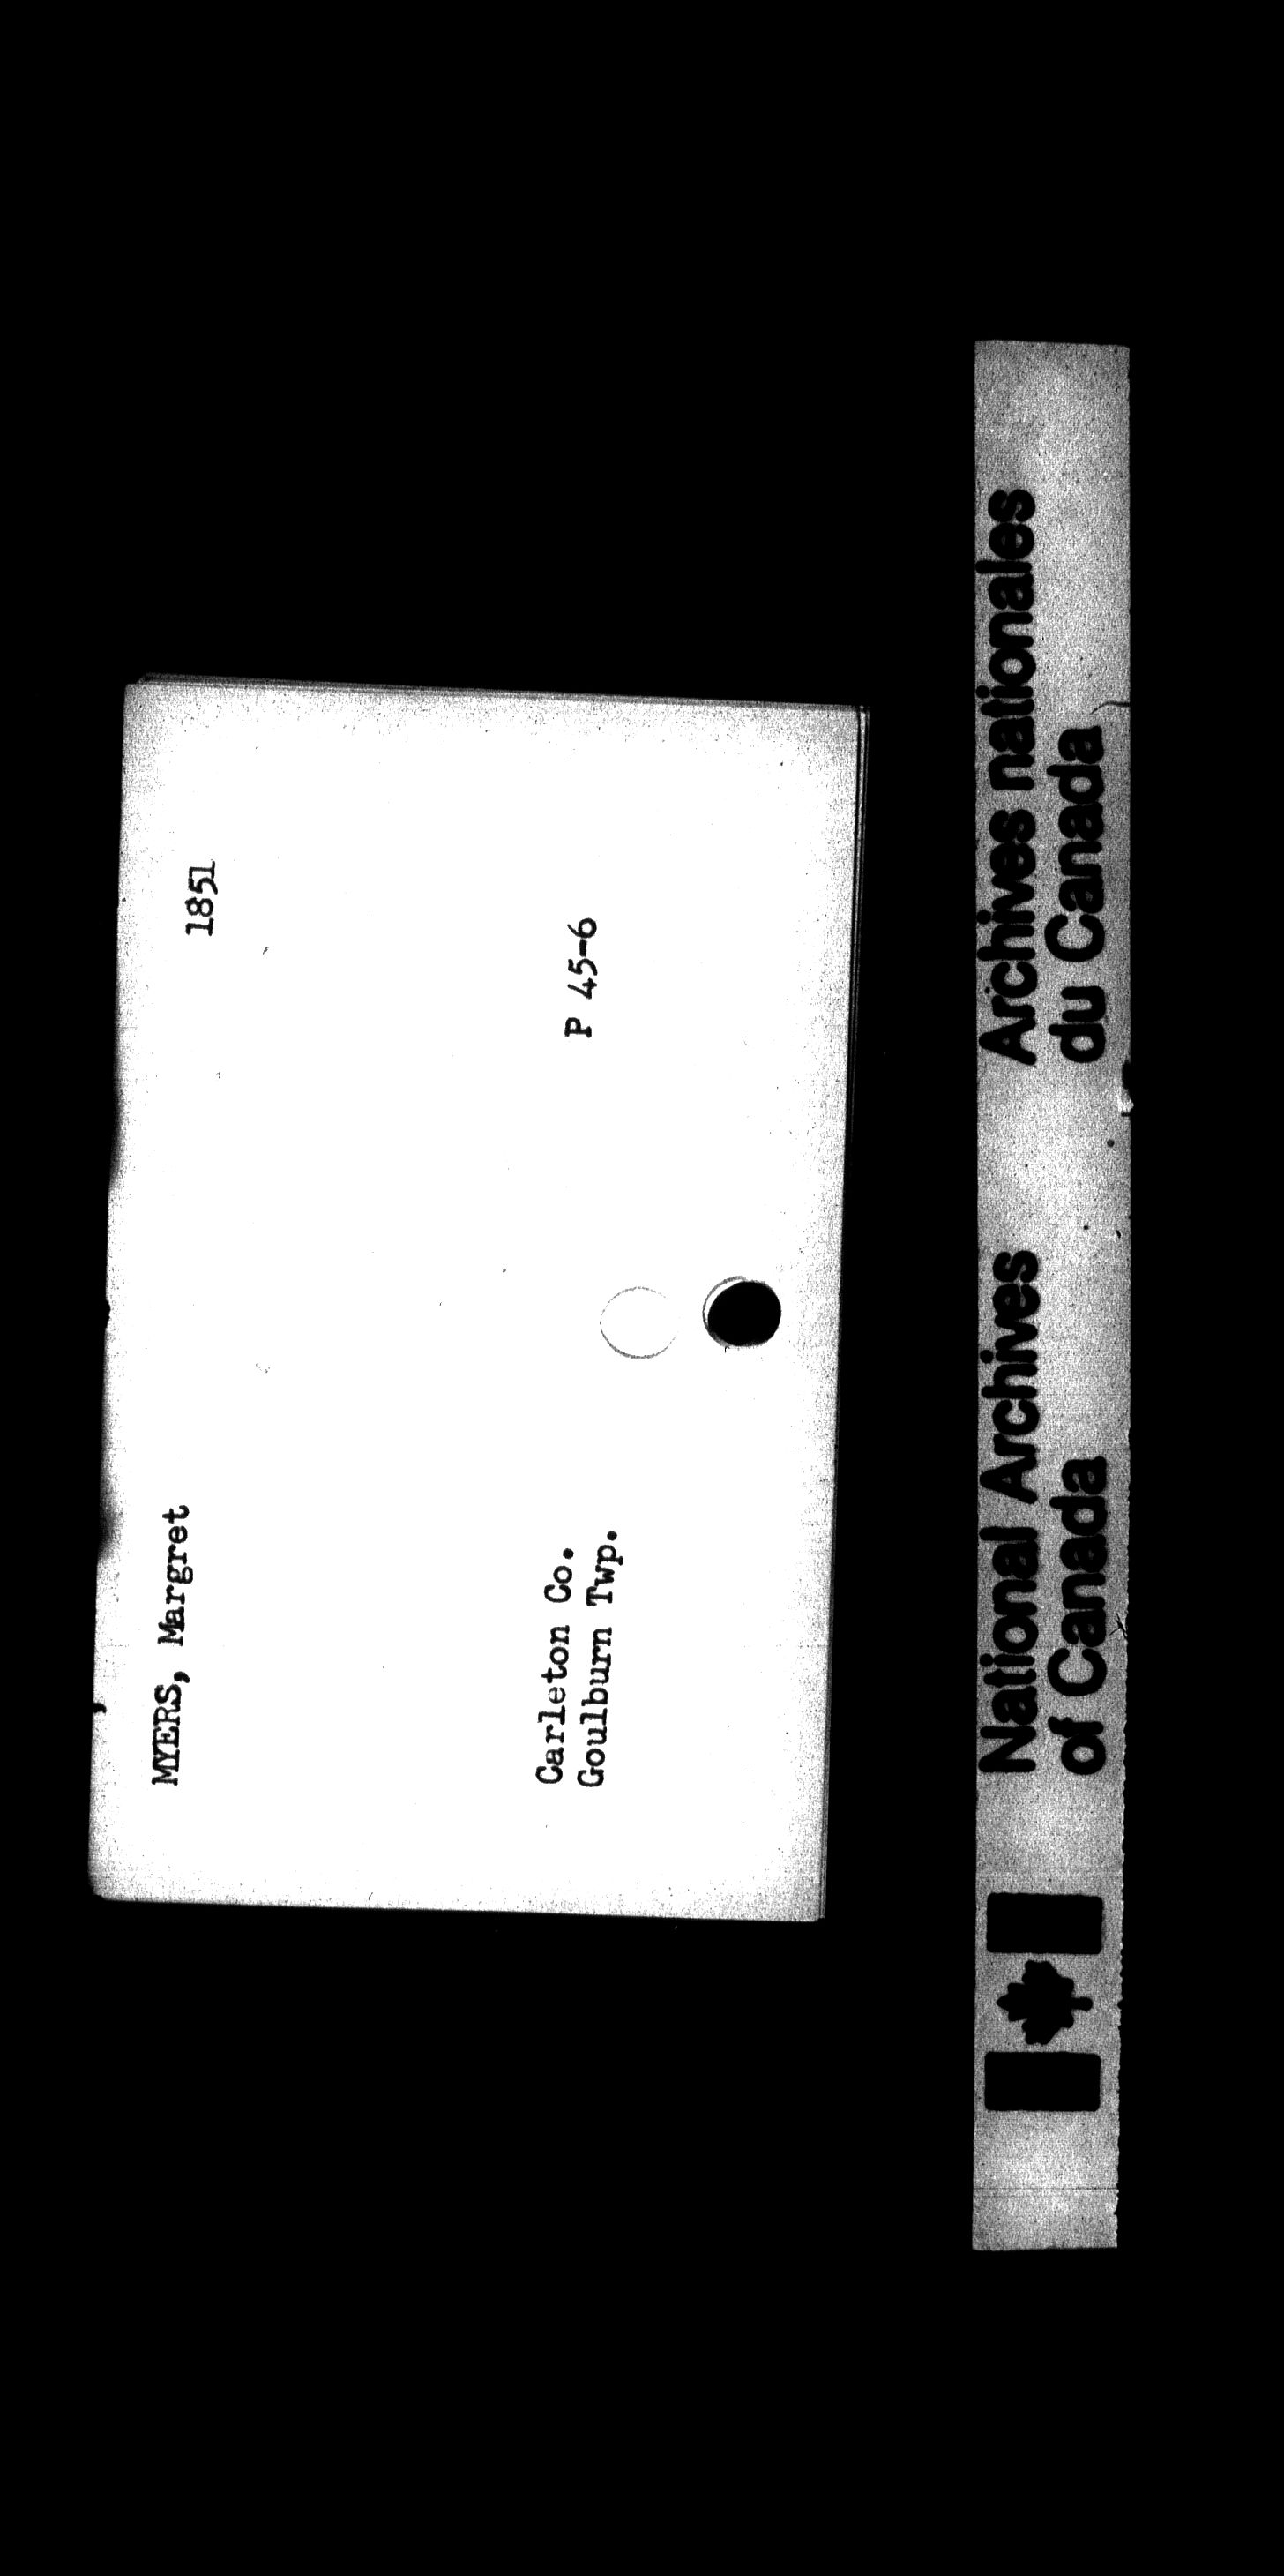 MYERS, Margret 1851
Carleton Co. P 45-6
Goulburn Twp.
National Archives
of Canada
Archives nationales
du Canada